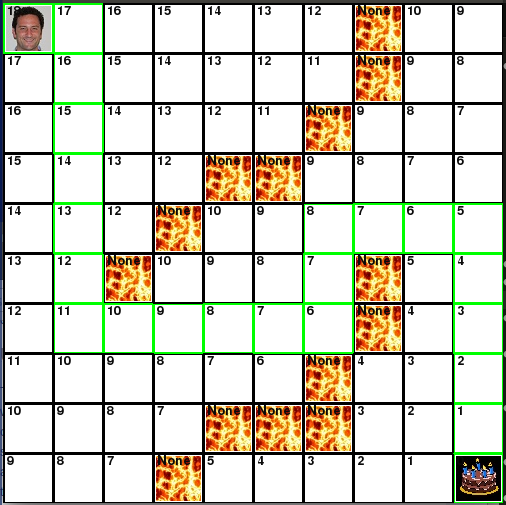 18 17 16 15 14 13 12 None 10 9
17 16 15 14 13 12 11 None 9 8
16 15 14 13 12 11 None 9 8 7
15 14 13 12 None None 9 8 7 6
14 13 12 None 10 9 8 7 6 5
13 12 None 10 9 8 7 None 5 4
12 11 10 9 8 7 6 None 4 3
11 10 9 8 7 6 None 4 3 2
10 9 8 7 None None None 3 2 1
9 8 7 None 5 4 3 2 1